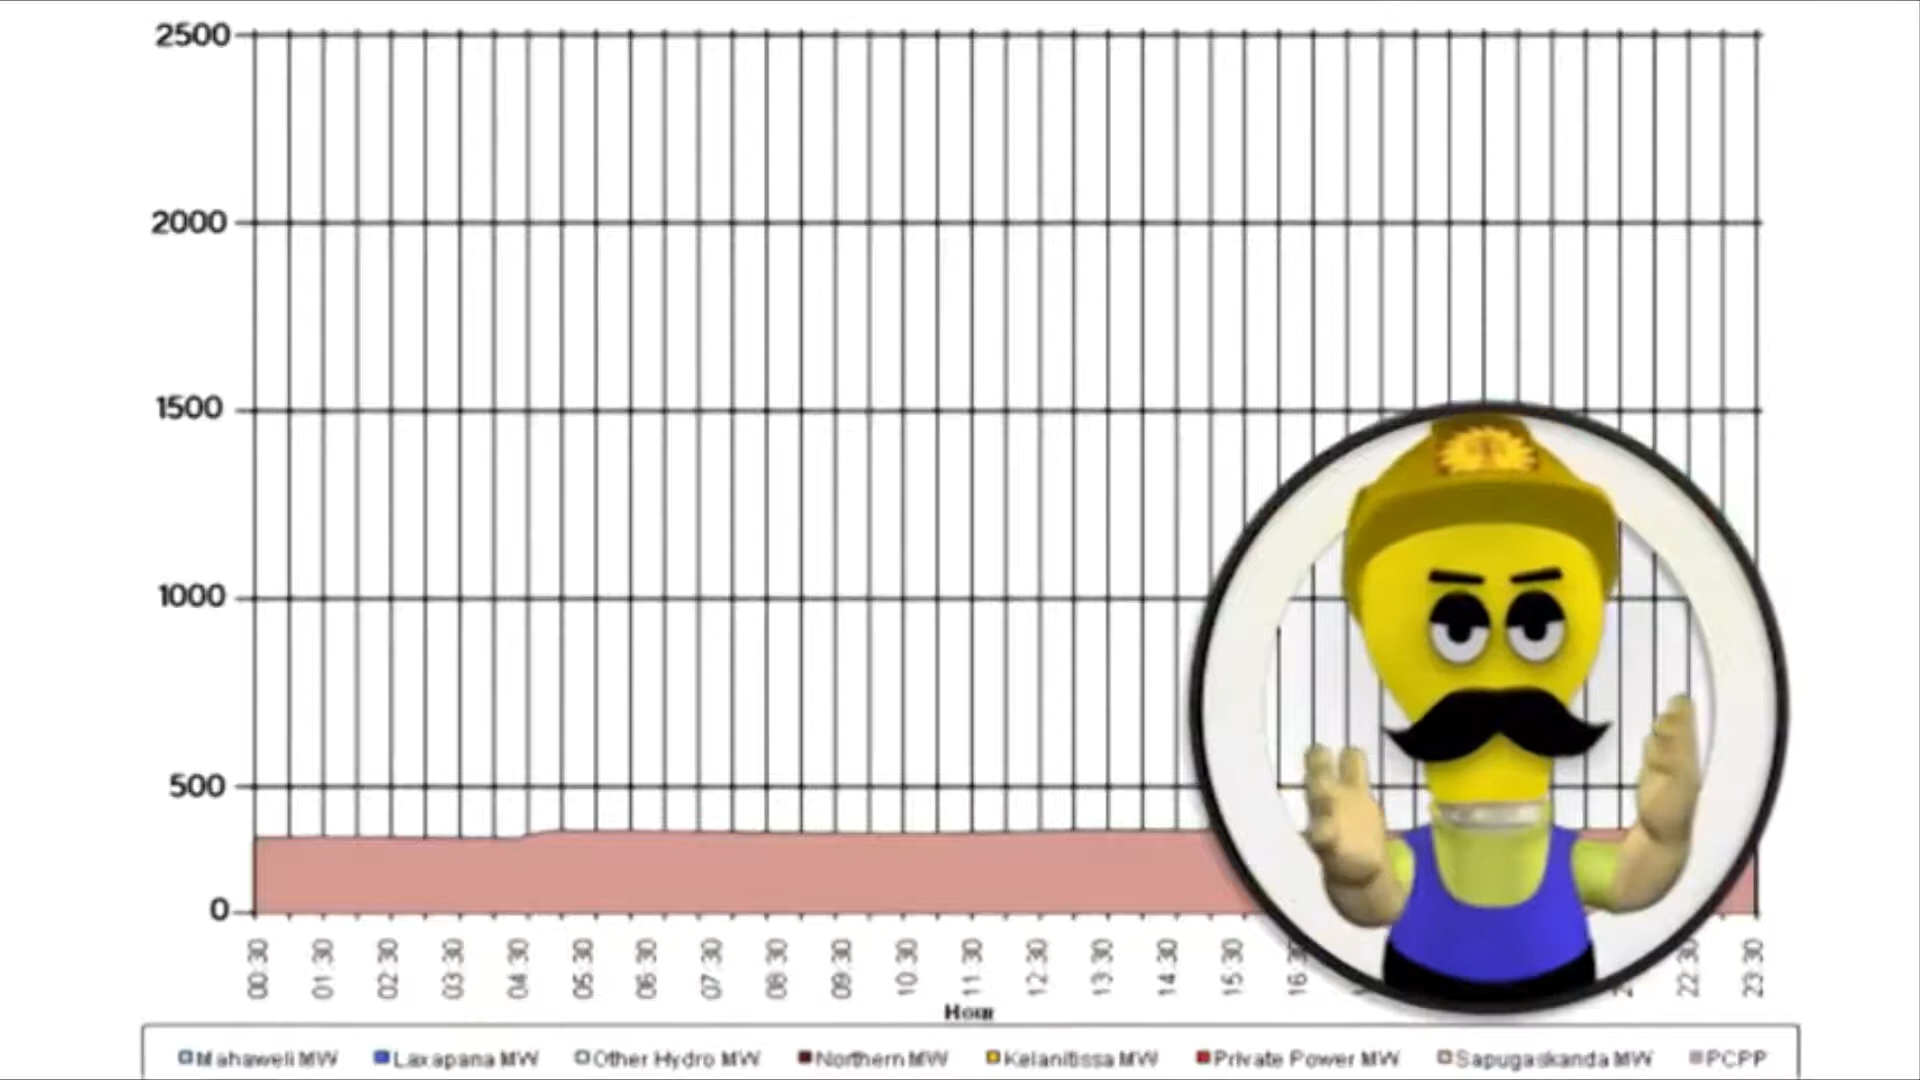 2500
2000
1500
1000
500
0
00:30 01:30 02:30 03:30 04:30 05:30 06:30 07:30 08:30 09:30 10:30 11:30 12:30 13:30 14:30 15:30 22:30 23:30
Hour
Mahaweli MW Laxapana MW Other Hydro MW Northern MW Kelanitissa MW Private Power MW Sapugaskanda MW PCPP